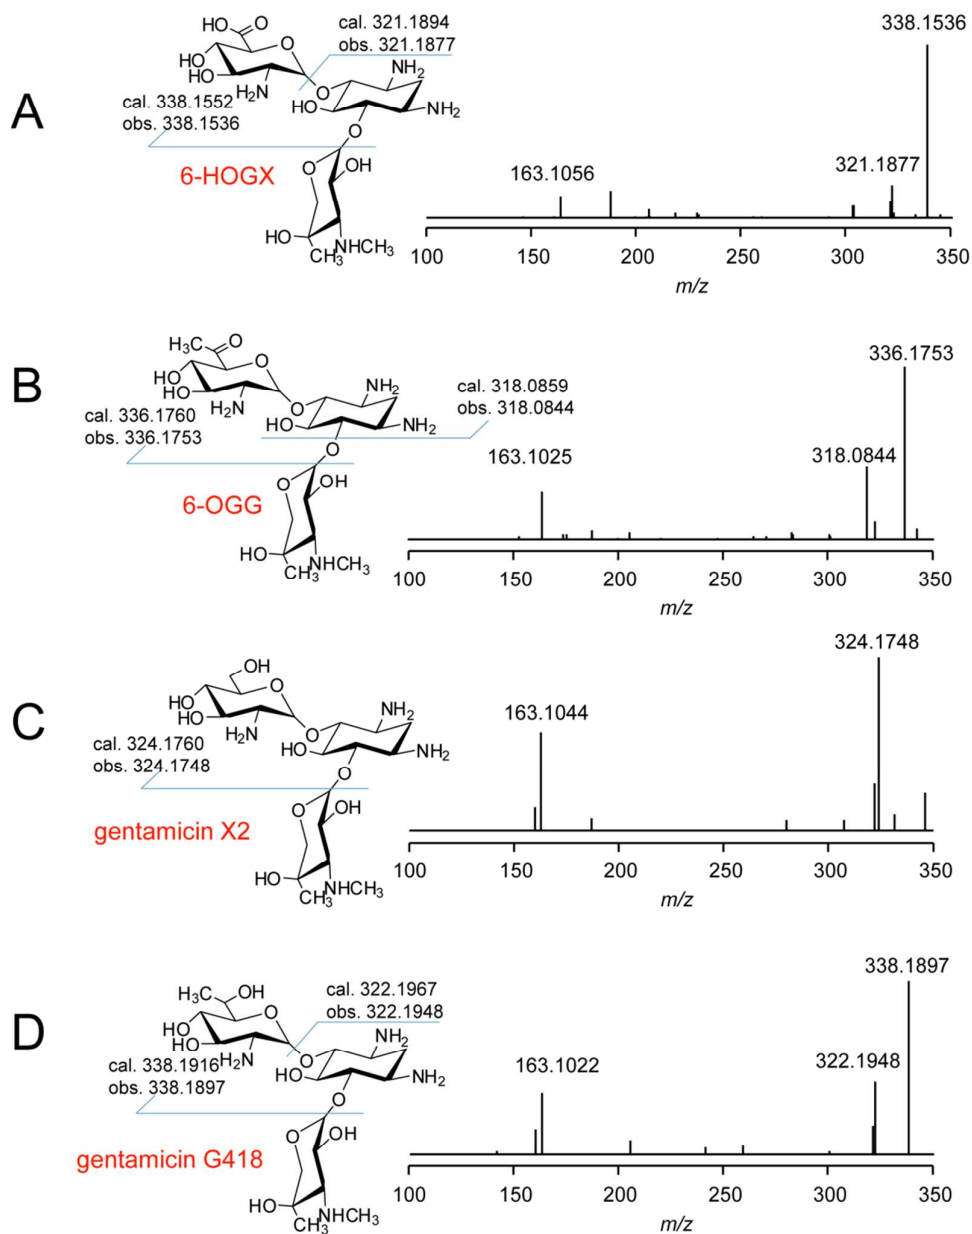 A
HO
O
O
HO
HO
H₂N
O
NH₂
HO
NH₂
O
O
OH
HO
CH₃
NHCH₃
cal. 321.1894
obs. 321.1877
cal. 338.1552
obs. 338.1536
6-HOGX
338.1536
321.1877
163.1056
100 150 200 250 300 350
m/z
B
H₃C
O
O
HO
HO
H₂N
O
NH₂
HO
NH₂
O
O
OH
HO
CH₃
NHCH₃
cal. 318.0859
obs. 318.0844
cal. 336.1760
obs. 336.1753
6-OGG
336.1753
318.0844
163.1025
100 150 200 250 300 350
m/z
C
OH
O
HO
HO
H₂N
O
NH₂
HO
NH₂
O
O
OH
HO
CH₃
NHCH₃
cal. 324.1760
obs. 324.1748
gentamicin X2
324.1748
163.1044
100 150 200 250 300 350
m/z
D
H₃C
OH
O
HO
HO
H₂N
O
NH₂
HO
NH₂
O
O
OH
HO
CH₃
NHCH₃
cal. 322.1967
obs. 322.1948
cal. 338.1916
obs. 338.1897
gentamicin G418
338.1897
322.1948
163.1022
100 150 200 250 300 350
m/z